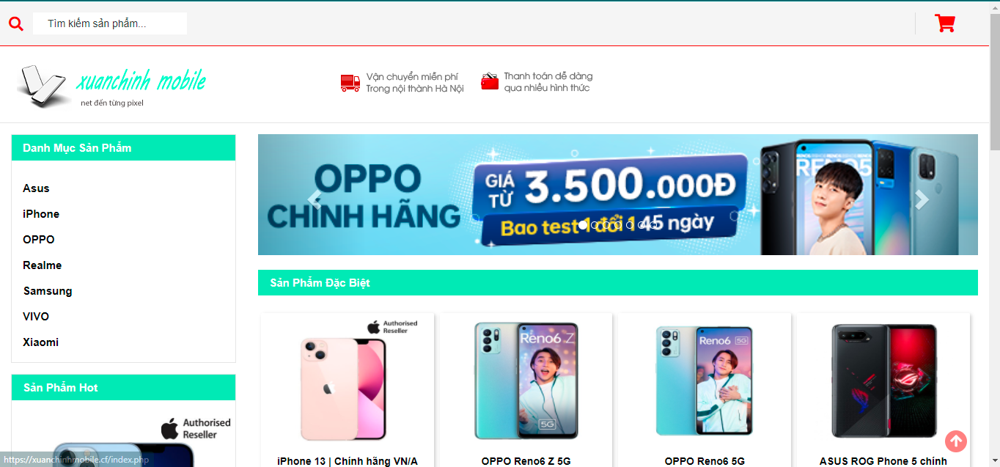 Tìm kiếm sản phẩm...
xuanchinh mobile
net đến từng pixel
Vận chuyển miễn phí
Trong nội thành Hà Nội
Thanh toán dễ dàng
qua nhiều hình thức
Danh Mục Sản Phẩm
Asus
iPhone
OPPO
Realme
Samsung
VIVO
Xiaomi
Sản Phẩm Hot
Authorised
Reseller
OPPO
CHÍNH HÃNG
GIÁ
TỪ
3.500.000Đ
Bao test 1 đổi 1 45 ngày
RENO5
Sản Phẩm Đặc Biệt
Authorised
Reseller
iPhone 13 | Chính hãng VN/A
Reno6 Z
5G
OPPO Reno6 Z 5G
Reno6 5G
OPPO Reno6 5G
ASUS ROG Phone 5 chính
https://xuanchinhmobile.cf/index.php